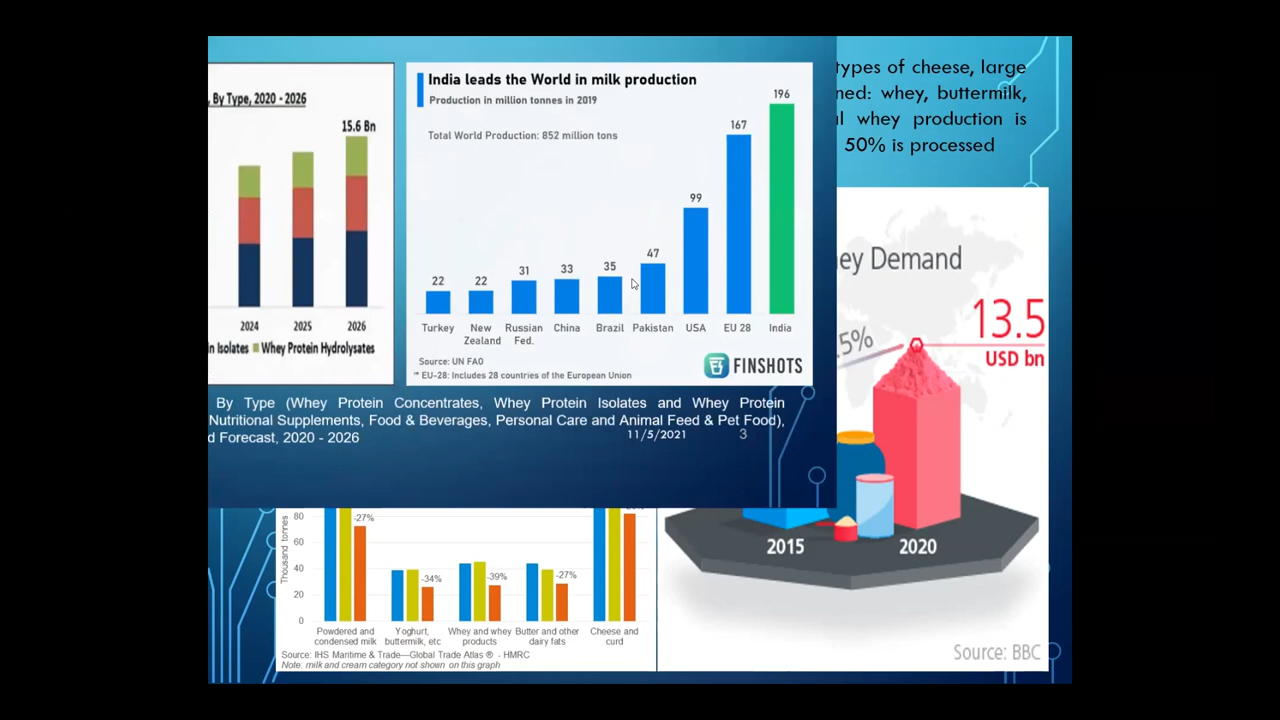 , By Type, 2020 - 2026
15.6 Bn
2024 2025 2026
n Isolates Whey Protein Hydrolysates
India leads the World in milk production
Production in million tonnes in 2019
Total World Production: 852 million tons
22
22
31
33
35
47
99
167
196
Turkey New Zealand Russian Fed. China Brazil Pakistan USA EU 28 India
Source: UN FAO
FINSHOTS
** EU-28: Includes 28 countries of the European Union
By Type (Whey Protein Concentrates, Whey Protein Isolates and Whey Protein
Nutritional Supplements, Food & Beverages, Personal Care and Animal Feed & Pet Food),
d Forecast, 2020 - 2026
11/5/2021
3
types of cheese, large
ned: whey, buttermilk,
l whey production is
50% is processed
ey Demand
.5%
13.5
USD bn
2015
2020
Source: BBC
Thousand tonnes
80
60
40
20
0
-27%
-34%
-39%
-27%
Powdered and condensed milk
Yoghurt, buttermilk, etc
Whey and whey products
Butter and other dairy fats
Cheese and curd
Source: IHS Maritime & Trade—Global Trade Atlas ® - HMRC
Note: milk and cream category not shown on this graph